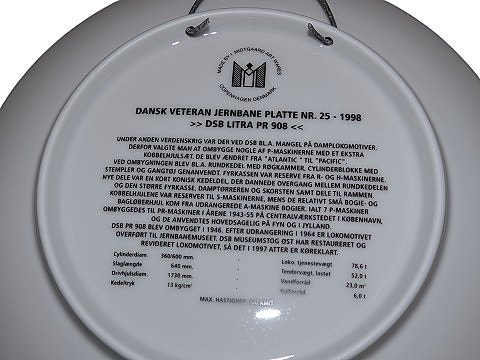 MADE BY J. MIDTGAARD ART WARES
COPENHAGEN DENMARK
DANSK VETERAN JERNBANE PLATTE NR. 25 - 1998
>> DSB LITRA PR 908 <<
UNDER ANDEN VERDENSKRIG VAR DER VED DSB BL.A. MANGEL PÅ DAMPLOKOMOTIVER.
DERFOR VALGTE MAN AT OMBYGGE NOGLE AF P-MASKINERNE MED ET EKSTRA
KOBBELHJULSÆT. DE BLEV ÆNDRET FRA "ATLANTIC" TIL "PACIFIC".
VED OMBYGNINGEN BLEV RUNDKEDLEN MED RØGKAMMER, CYLINDERBLOKKE MED
STEMPLER OG GANGTØJ GENANVENDT. FYRKASSEN VAR RESERVE FRA R- OG H-MASKINERNE.
NYE DELE VAR EN KORT KONISK KEDELDEL, DER DANNEDE OVERGANG MELLEM RUNDKEDELEN
OG DEN STØRRE FYRKASSE, DAMPTØRREREN OG SKORSTEN SAMT DELE TIL RAMMEN.
KOBBELHJULENE VAR RESERVER TIL S-MASKINERNE, MENS DE RELATIVT SMÅ BOGIE- OG
BAGLØBERHJUL KOM FRA UDRANGEREDE A-MASKINE BOGIER. IALT 7 P-MASKINER
OMBYGGEDES TIL PR-MASKINER I ÅRENE 1943-55 PÅ CENTRALVÆRKSTEDET I KØBENHAVN,
OG DE ANVENDTES HOVEDSAGELIG PÅ FYN OG I JYLLAND.
DSB PR 908 BLEV OMBYGGET I 1946. EFTER UDRANGERING I 1964 ER LOKOMOTIVET
OVERFØRT TIL JERNBANEMUSEET. DSB MUSEUMSTOG ØST HAR RESTAURERET OG
REVIDERET LOKOMOTIVET, SÅ DET I 1997 ATTER ER KØREKLART.
Cylinderdiam. 360/600 mm. Loko. tjenestevægt 78,6 t
Slaglængde 640 mm. Tendervægt, lastet 52,0 t
Drivhjulsdiam. 1730 mm. Vandforråd 23,0 m³
Kedeltryk 13 kg/cm² Kulforråd 6,0 t
MAX. HASTIGHED